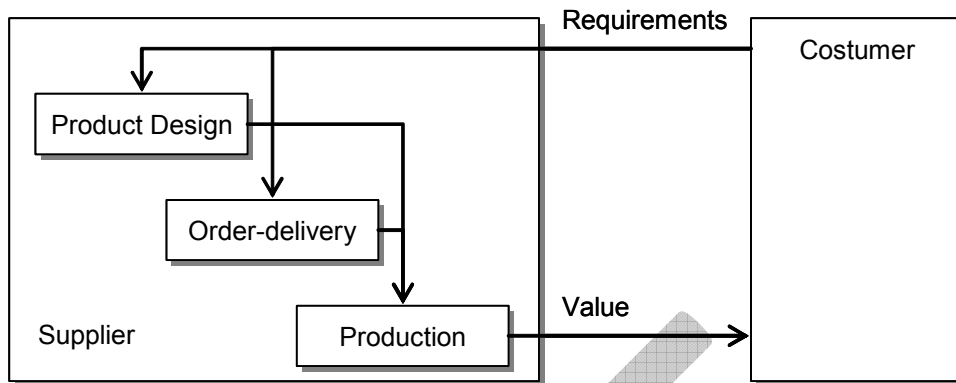 Requirements
Costumer
Product Design
Order-delivery
Value
Supplier
Production